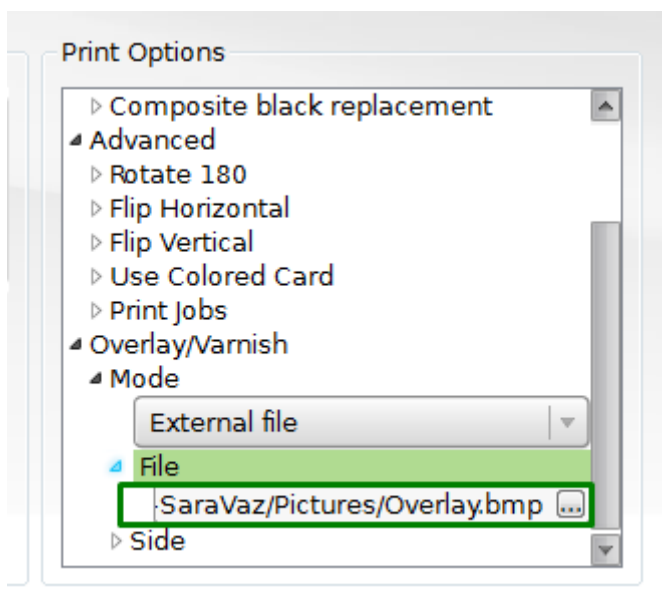 Print Options
Composite black replacement
Advanced
Rotate 180
Flip Horizontal
Flip Vertical
Use Colored Card
Print Jobs
Overlay/Varnish
Mode
External file
File
-SaraVaz/Pictures/Overlay.bmp ...
Side